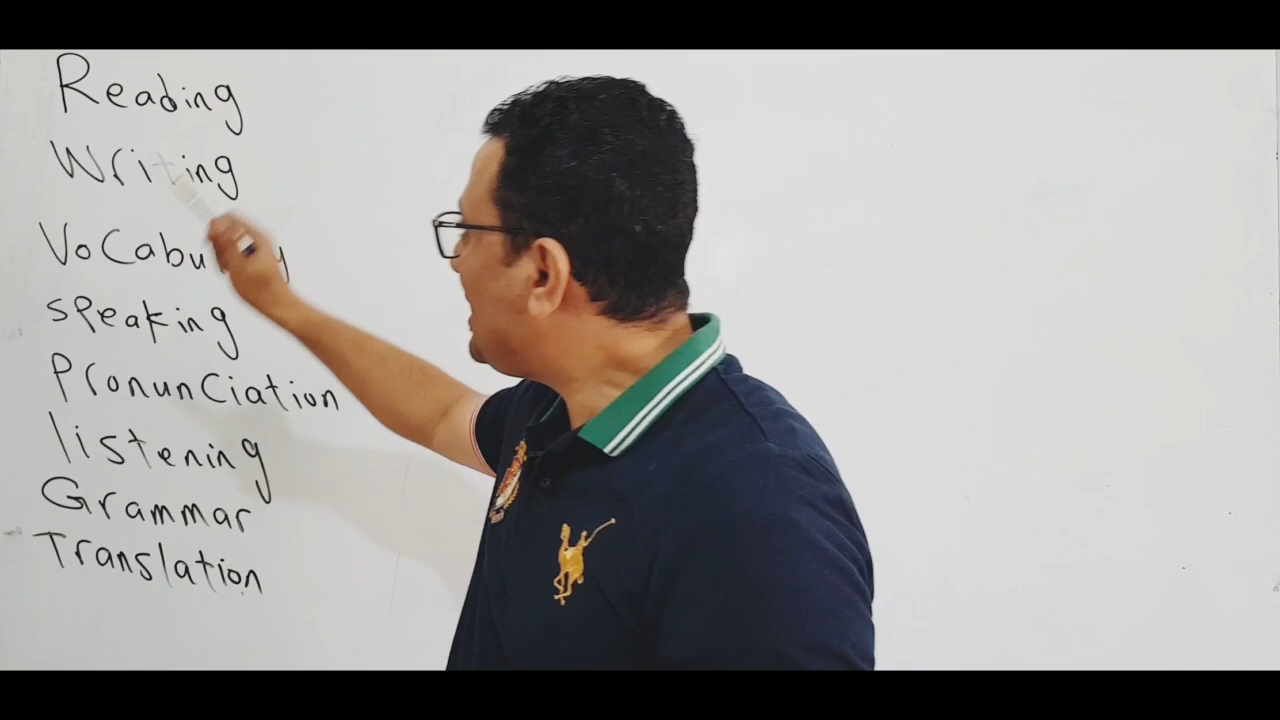 Reading
Writing
speaking
Pronunciation
listening
Grammar
Translation